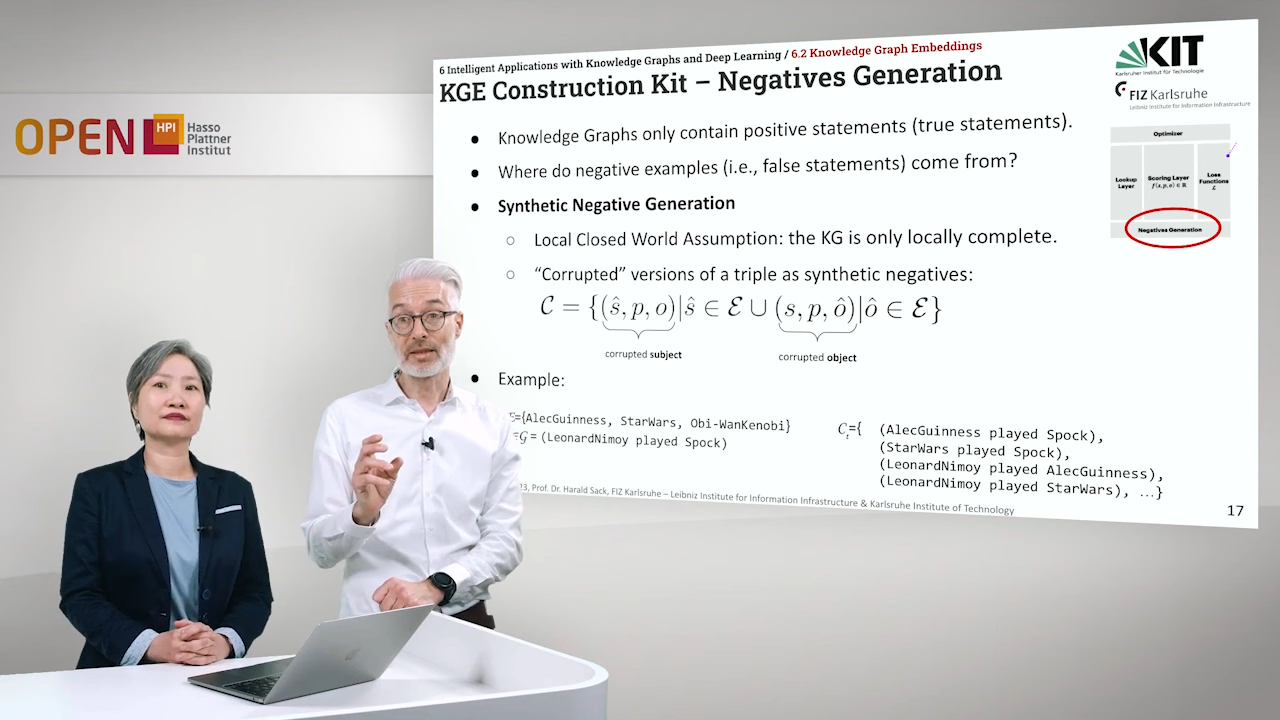 OPEN HPI Hasso
Plattner
Institut
6 Intelligent Applications with Knowledge Graphs and Deep Learning / 6.2 Knowledge Graph Embeddings
KGE Construction Kit – Negatives Generation
KIT
Karlsruher Institut für Technologie
FIZ Karlsruhe
Leibniz Institute for Information Infrastructure
● Knowledge Graphs only contain positive statements (true statements).
● Where do negative examples (i.e., false statements) come from?
● Synthetic Negative Generation
○ Local Closed World Assumption: the KG is only locally complete.
○ “Corrupted” versions of a triple as synthetic negatives:
𝒞 = {(ŝ, p, o)|ŝ ∈ ℰ ∪ (s, p, ô)|ô ∈ ℰ}
corrupted subject
corrupted object
Optimizer
Lookup Layer
Scoring Layer
f(s,p,o) ∈ ℝ
Loss Functions
ℒ
Negatives Generation
● Example:
={AlecGuinness, StarWars, Obi-WanKenobi}
𝒢 = (LeonardNimoy played Spock)
Cₜ={ (AlecGuinness played Spock),
(StarWars played Spock),
(LeonardNimoy played AlecGuinness),
(LeonardNimoy played StarWars), ...}
Prof. Dr. Harald Sack, FIZ Karlsruhe – Leibniz Institute for Information Infrastructure & Karlsruhe Institute of Technology
17